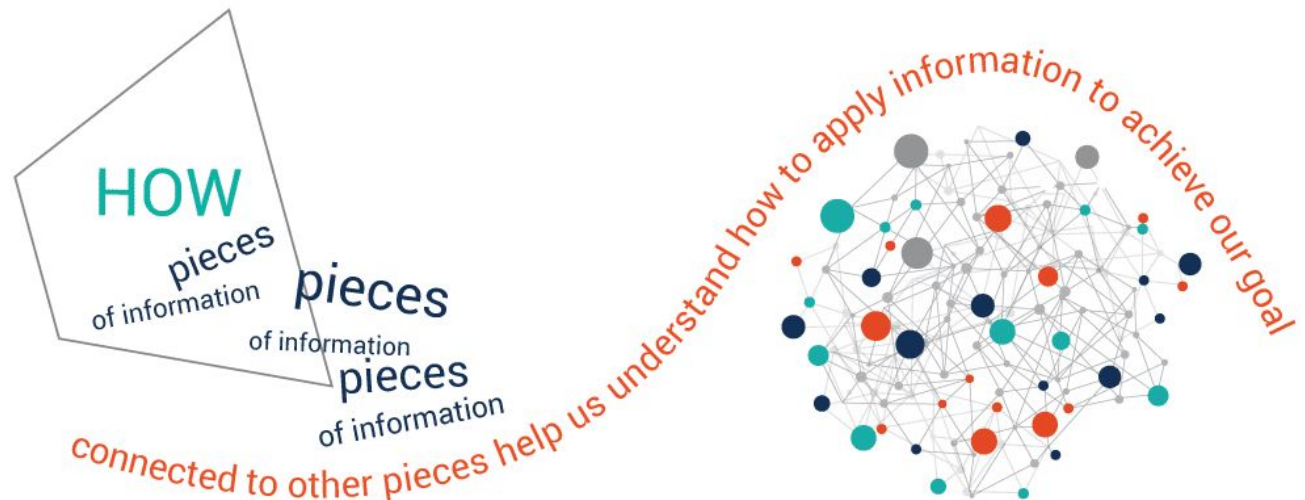 HOW
pieces
of information
pieces
of information
pieces
of information
connected to other pieces help us understand how to apply information to achieve our goal